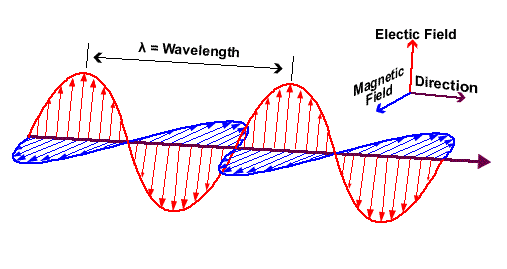 λ = Wavelength
Electic Field
Magnetic
Field
Direction